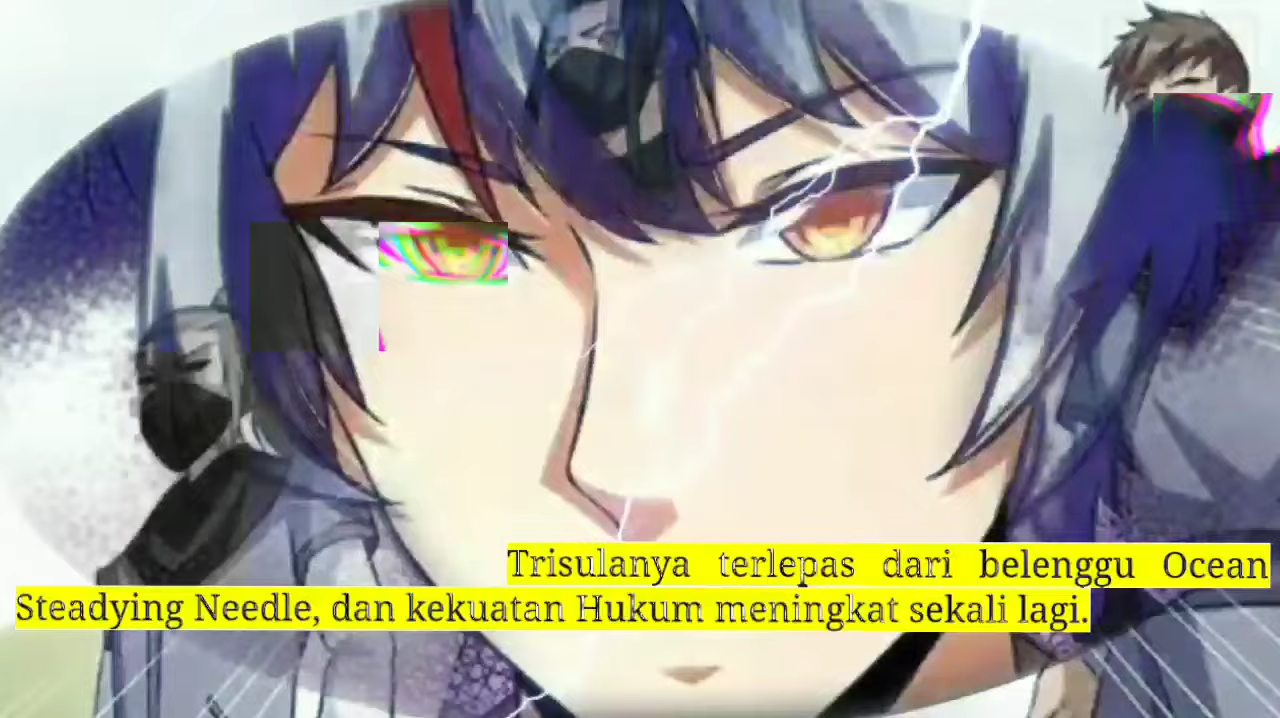 Trisulanya terlepas dari belenggu Ocean
Steadying Needle, dan kekuatan Hukum meningkat sekali lagi.